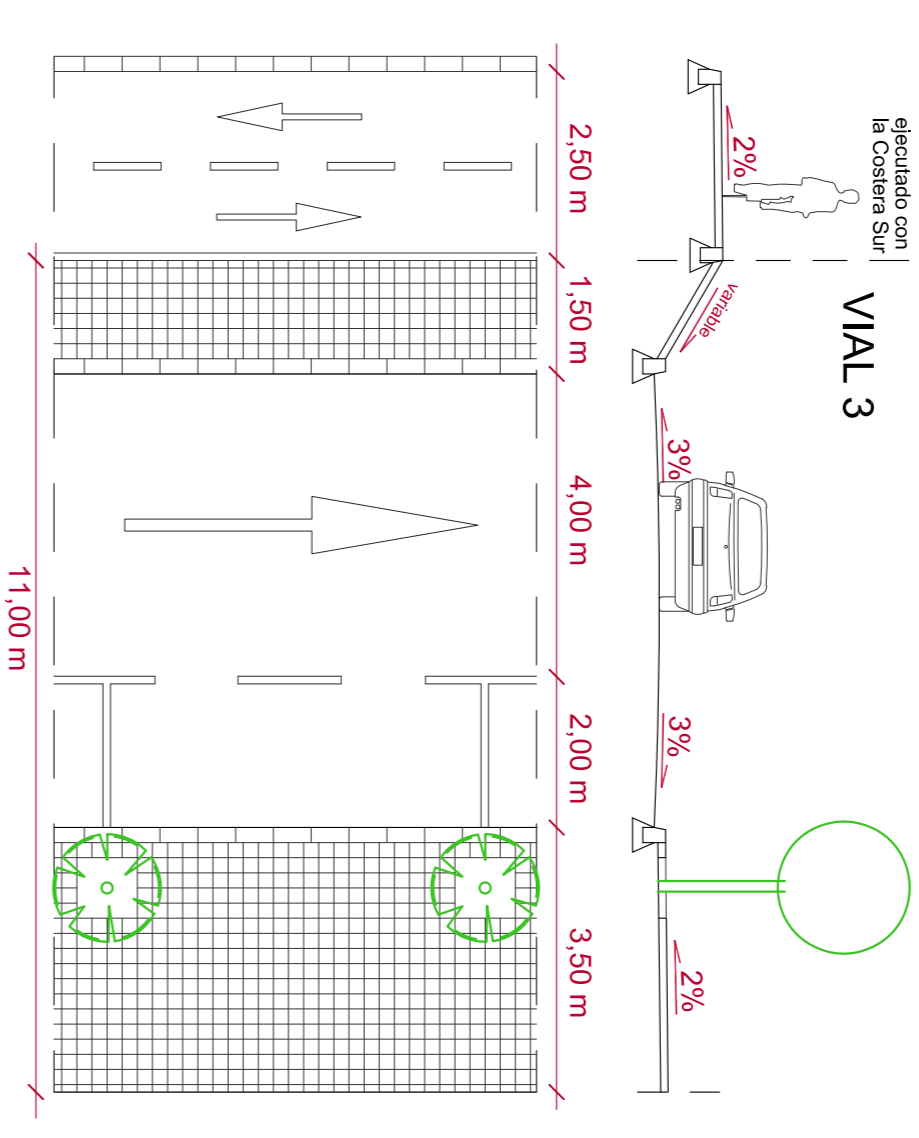 ejecutado con
la Costera Sur
VIAL 3
2%
variable
3%
3%
2%
2,50 m
1,50 m
4,00 m
2,00 m
3,50 m
11,00 m